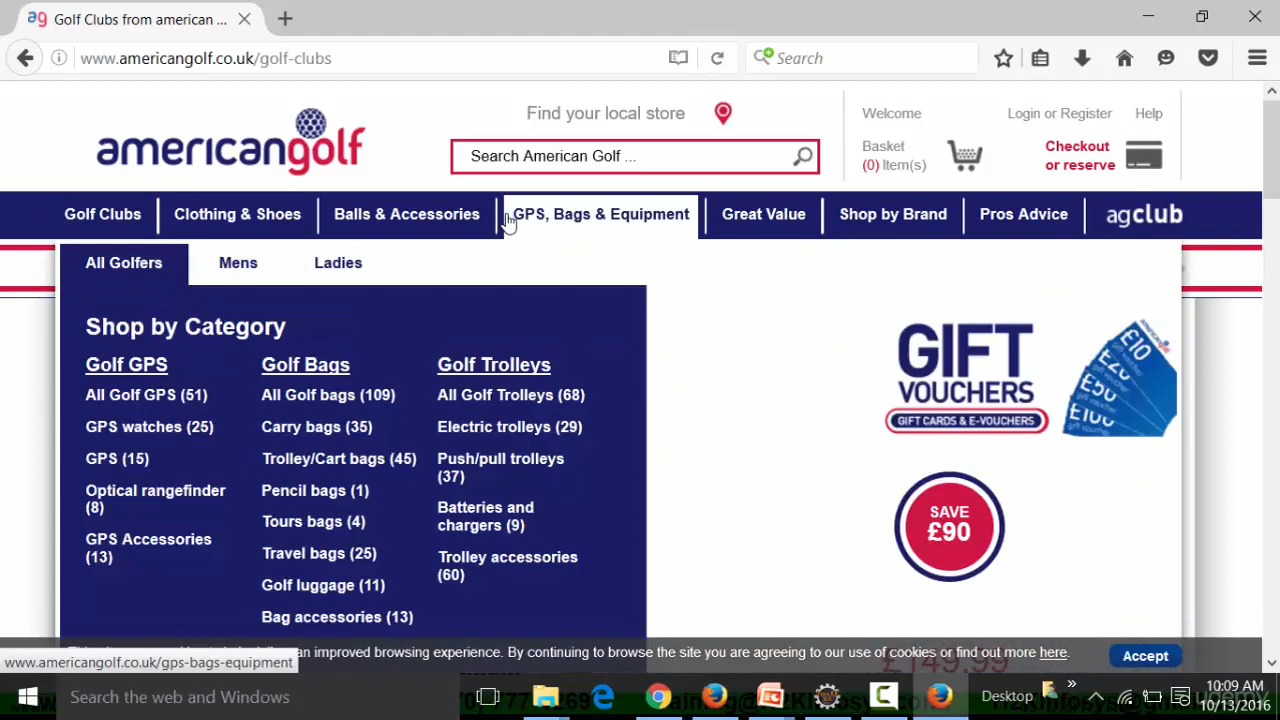 ag Golf Clubs from american ...
www.americangolf.co.uk/golf-clubs
Search
americangolf
Find your local store
Search American Golf ...
Welcome
Login or Register Help
Basket
(0) Item(s)
Checkout
or reserve
Golf Clubs Clothing & Shoes Balls & Accessories GPS, Bags & Equipment Great Value Shop by Brand Pros Advice agclub
All Golfers Mens Ladies
Shop by Category
Golf GPS
All Golf GPS (51)
GPS watches (25)
GPS (15)
Optical rangefinder
(8)
GPS Accessories
(13)
Golf Bags
All Golf bags (109)
Carry bags (35)
Trolley/Cart bags (45)
Pencil bags (1)
Tours bags (4)
Travel bags (25)
Golf luggage (11)
Bag accessories (13)
Golf Trolleys
All Golf Trolleys (68)
Electric trolleys (29)
Push/pull trolleys
(37)
Batteries and
chargers (9)
Trolley accessories
(60)
GIFT
VOUCHERS
GIFT CARDS & E-VOUCHERS
£10
£20
£50
£100
SAVE
£90
£149.99
an improved browsing experience. By continuing to browse the site you are agreeing to our use of cookies or find out more here.
Accept
www.americangolf.co.uk/gps-bags-equipment
Search the web and Windows
Desktop
10:09 AM
10/13/2016